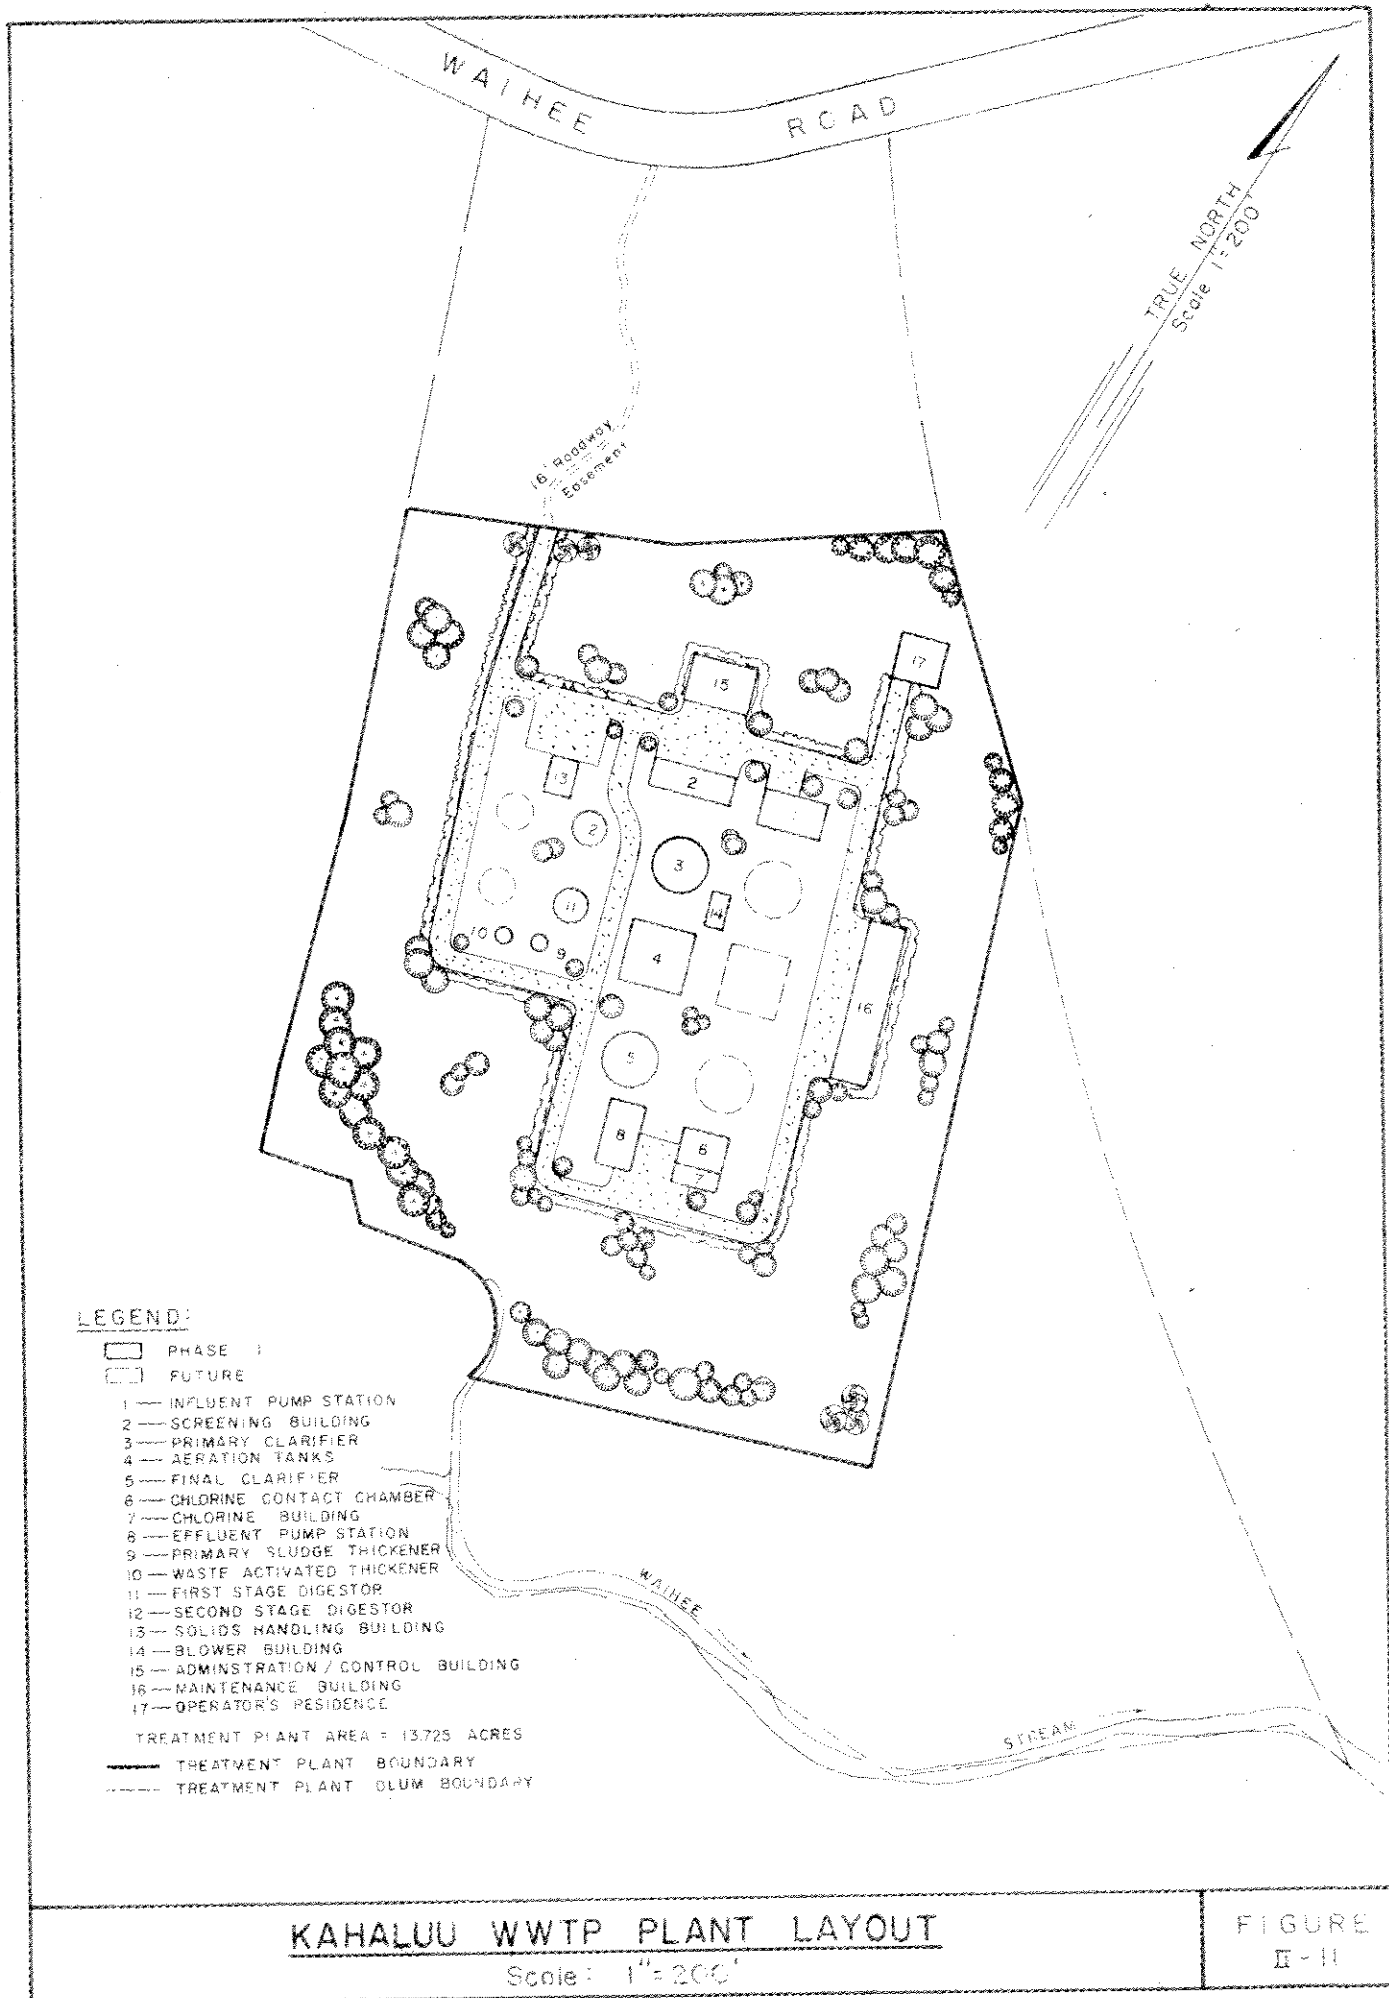 WAIHEE ROAD
TRUE NORTH
Scale 1"=200'
16' Roadway
Easement
17
15
13
2
1
2
3
14
11
10
9
4
16
5
8
6
7
LEGEND:
PHASE 1
FUTURE
1 — INFLUENT PUMP STATION
2 — SCREENING BUILDING
3 — PRIMARY CLARIFIER
4 — AERATION TANKS
5 — FINAL CLARIFIER
6 — CHLORINE CONTACT CHAMBER
7 — CHLORINE BUILDING
8 — EFFLUENT PUMP STATION
9 — PRIMARY SLUDGE THICKENER
10 — WASTE ACTIVATED THICKENER
11 — FIRST STAGE DIGESTOR
12 — SECOND STAGE DIGESTOR
13 — SOLIDS HANDLING BUILDING
14 — BLOWER BUILDING
15 — ADMINSTRATION / CONTROL BUILDING
16 — MAINTENANCE BUILDING
17 — OPERATOR'S RESIDENCE
TREATMENT PLANT AREA = 13.725 ACRES
TREATMENT PLANT BOUNDARY
TREATMENT PLANT DLUM BOUNDARY
WAIHEE
STREAM
KAHALUU WWTP PLANT LAYOUT
Scale: 1"=200'
FIGURE
II-11